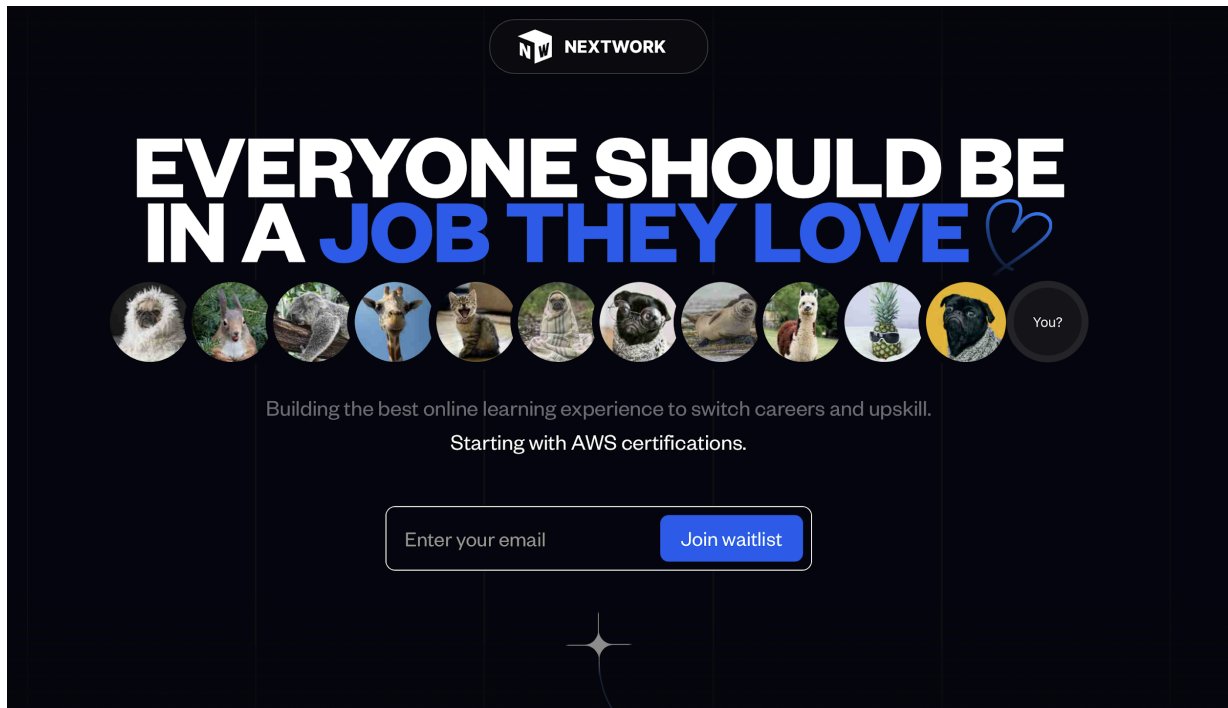 NW NEXTWORK
EVERYONE SHOULD BE
IN A JOB THEY LOVE
You?
Building the best online learning experience to switch careers and upskill.
Starting with AWS certifications.
Enter your email Join waitlist